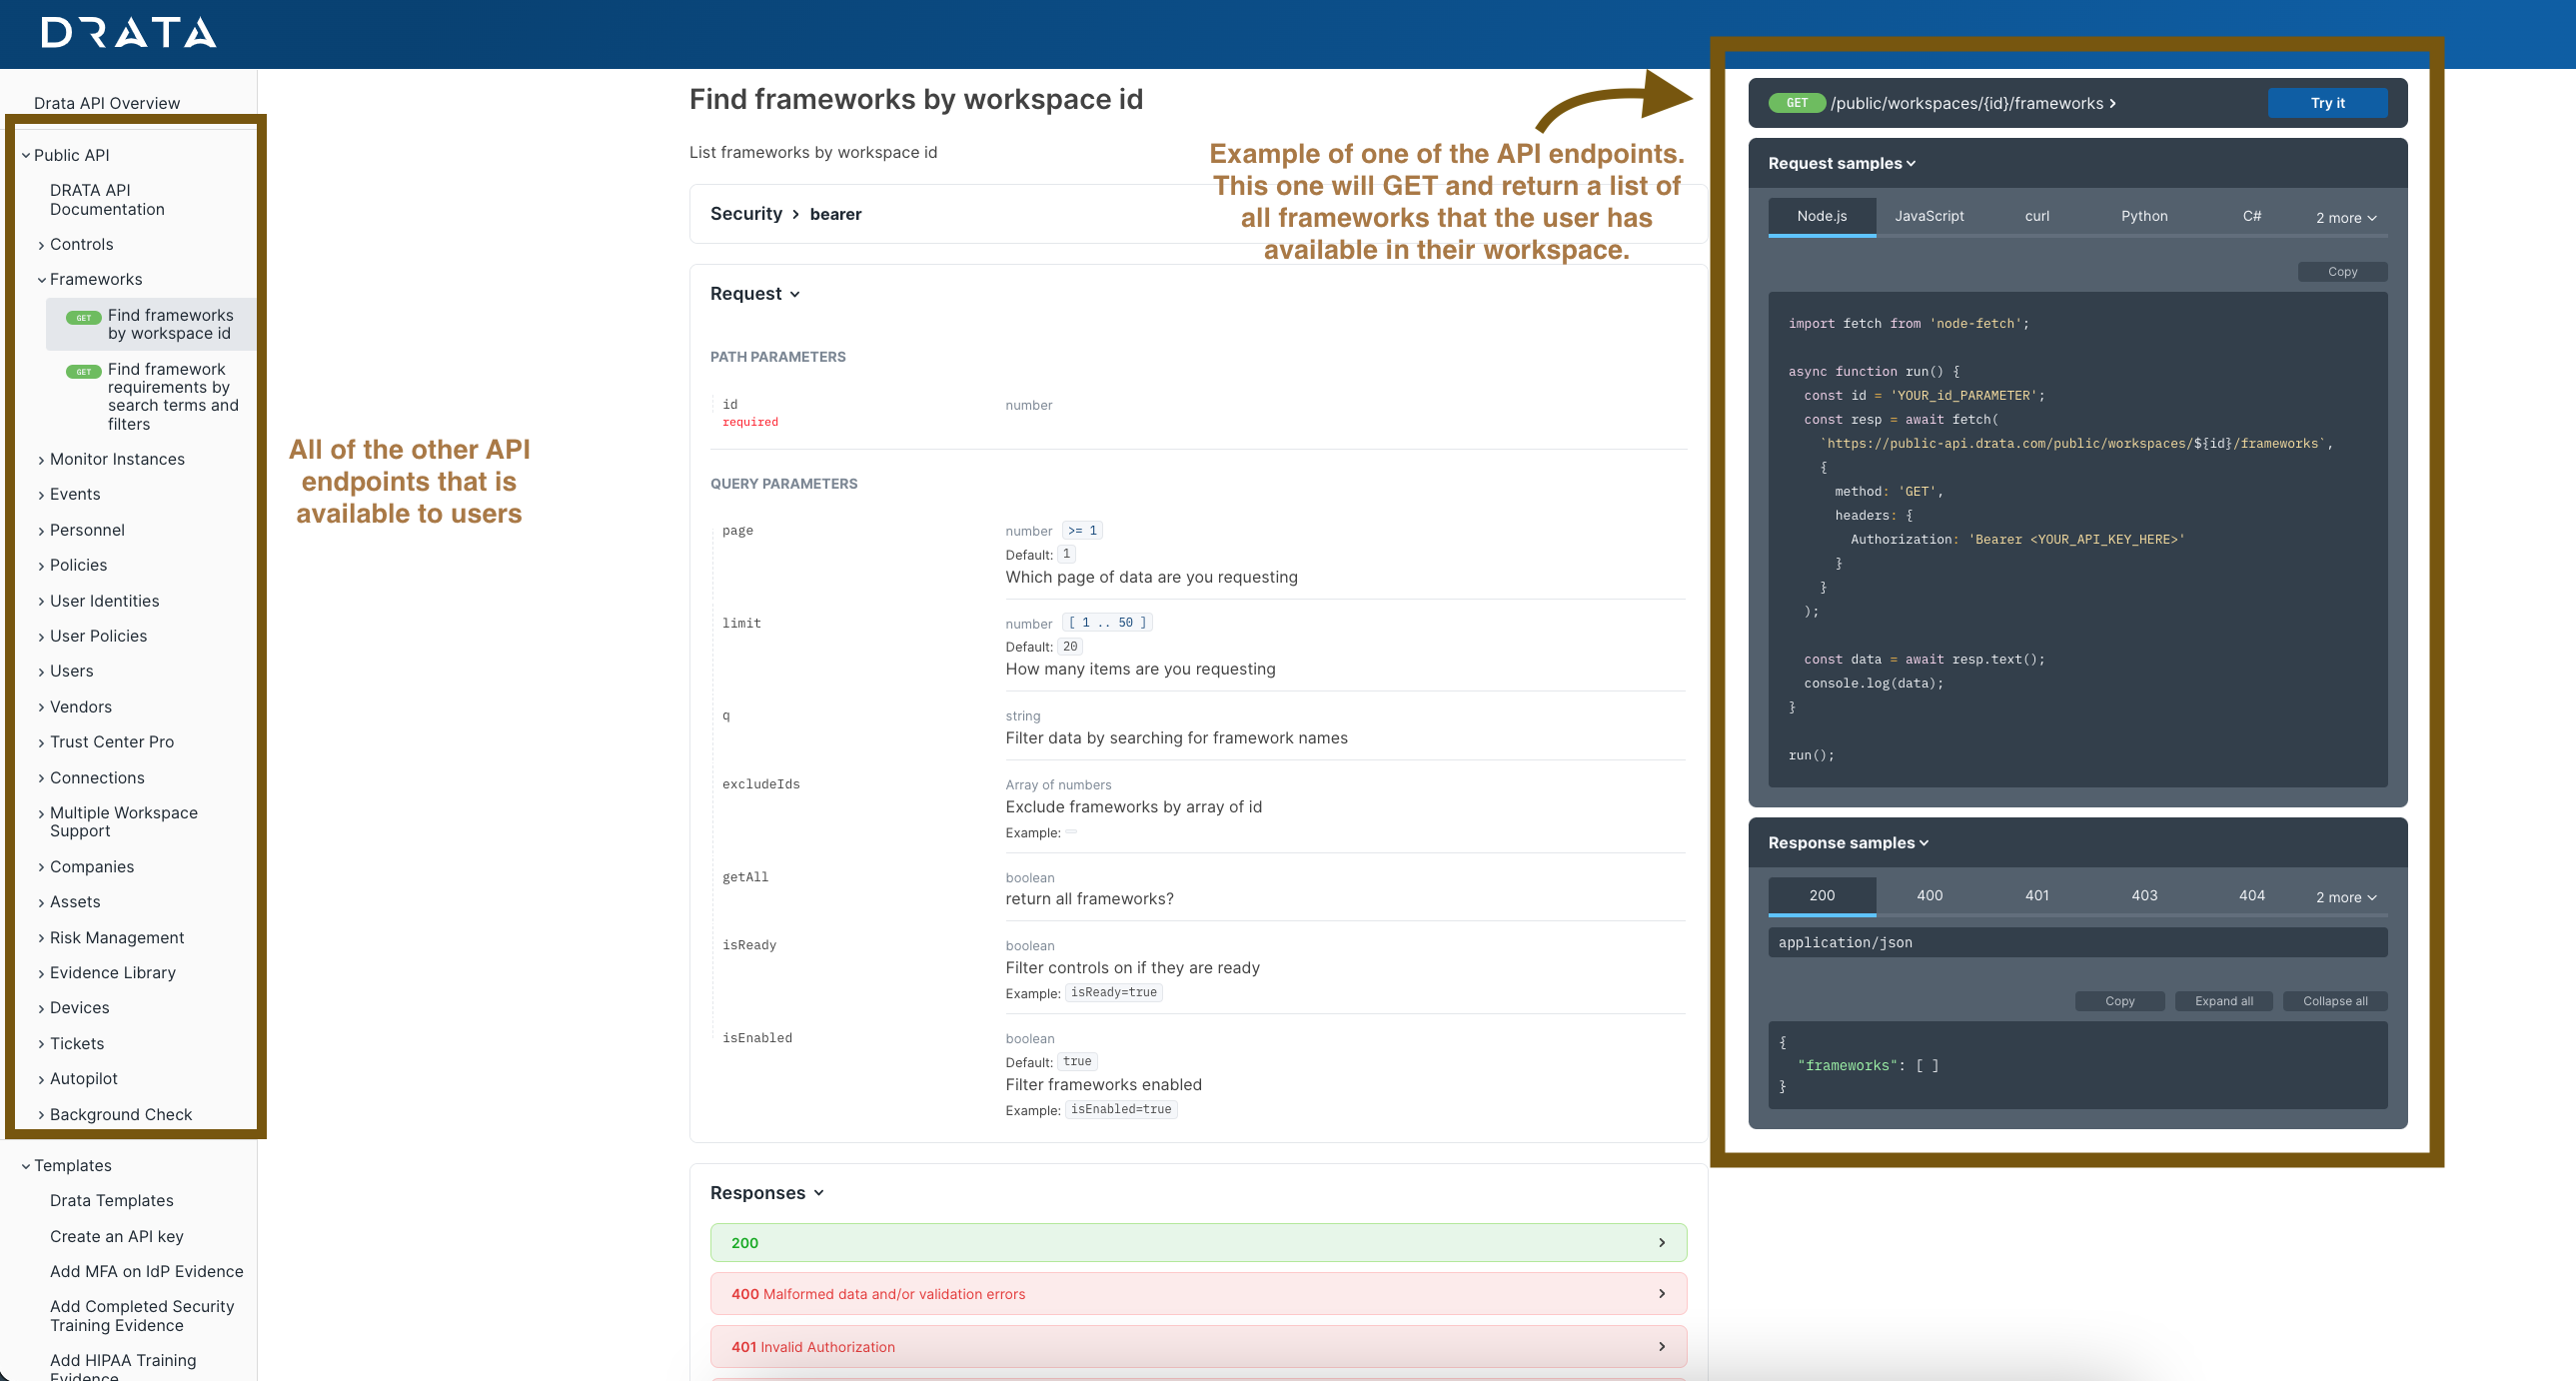 DRATA
Drata API Overview
Public API
DRATA API
Documentation
Controls
Frameworks
GET Find frameworks
by workspace id
GET Find framework
requirements by
search terms and
filters
Monitor Instances
Events
Personnel
Policies
User Identities
User Policies
Users
Vendors
Trust Center Pro
Connections
Multiple Workspace
Support
Companies
Assets
Risk Management
Evidence Library
Devices
Tickets
Autopilot
Background Check
Templates
Drata Templates
Create an API key
Add MFA on IdP Evidence
Add Completed Security
Training Evidence
Add HIPAA Training
Evidence
All of the other API
endpoints that is
available to users
Find frameworks by workspace id
List frameworks by workspace id
Security > bearer
Example of one of the API endpoints.
This one will GET and return a list of
all frameworks that the user has
available in their workspace.
Request
PATH PARAMETERS
id number
required
QUERY PARAMETERS
page number >= 1
Default: 1
Which page of data are you requesting
limit number [ 1 .. 50 ]
Default: 20
How many items are you requesting
q string
Filter data by searching for framework names
excludeIds Array of numbers
Exclude frameworks by array of id
Example:
getAll boolean
return all frameworks?
isReady boolean
Filter controls on if they are ready
Example: isReady=true
isEnabled boolean
Default: true
Filter frameworks enabled
Example: isEnabled=true
Responses
200
400 Malformed data and/or validation errors
401 Invalid Authorization
GET /public/workspaces/{id}/frameworks > Try it
Request samples
Node.js JavaScript curl Python C# 2 more
Copy
import fetch from 'node-fetch';
async function run() {
const id = 'YOUR_id_PARAMETER';
const resp = await fetch(
`https://public-api.drata.com/public/workspaces/${id}/frameworks`,
{
method: 'GET',
headers: {
Authorization: 'Bearer <YOUR_API_KEY_HERE>'
}
}
);
const data = await resp.text();
console.log(data);
}
run();
Response samples
200 400 401 403 404 2 more
application/json
Copy Expand all Collapse all
{
"frameworks": [ ]
}